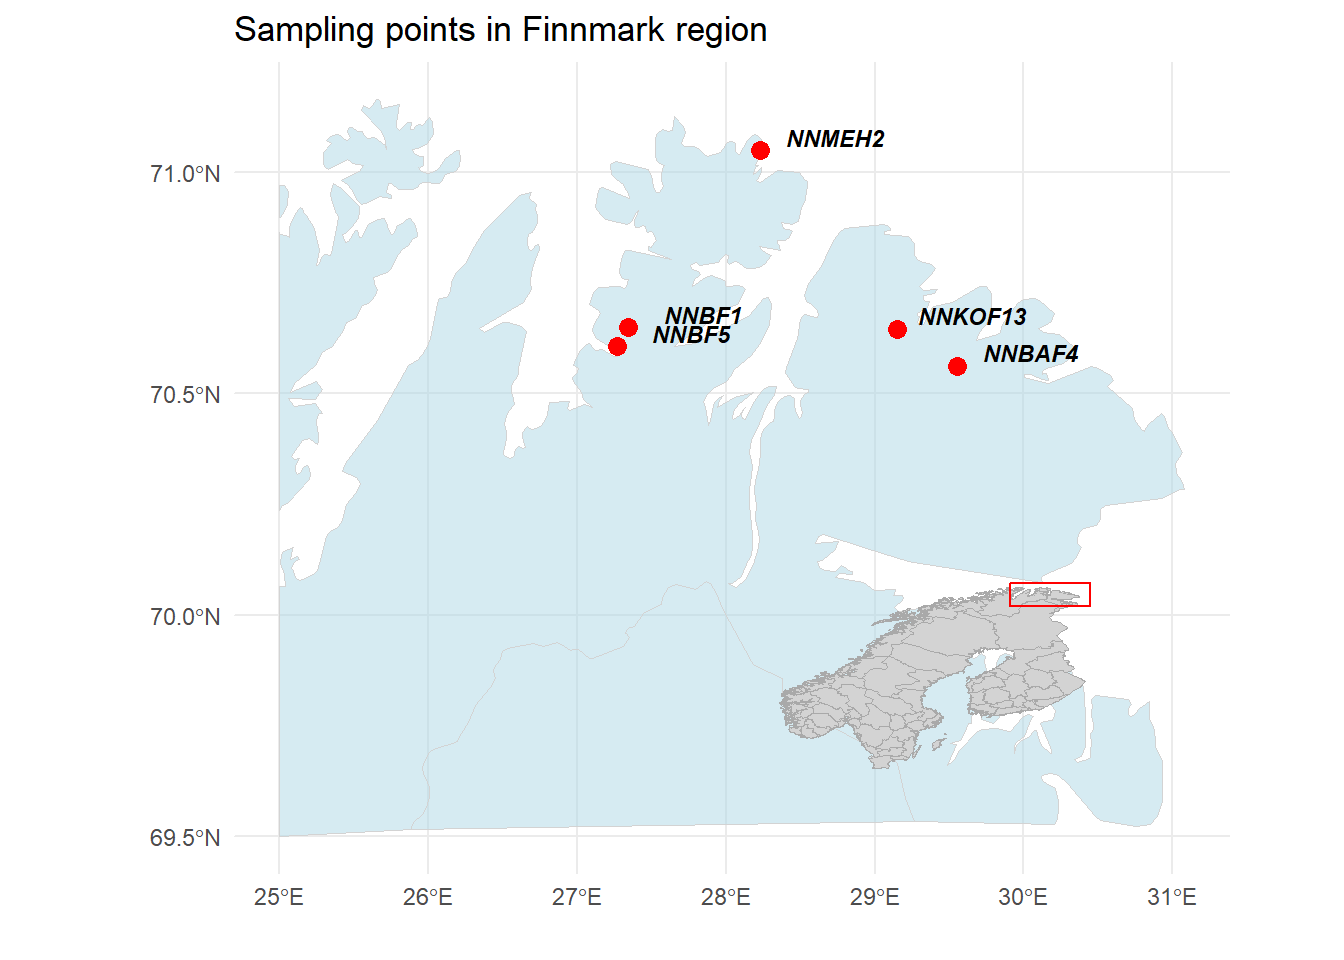 Sampling points in Finnmark region
NNMEH2
71.0°N
NNBF1
NNKOF13
NNBF5
NNBAF4
70.5°N
70.0°N
69.5°N
25°E 26°E 27°E 28°E 29°E 30°E 31°E